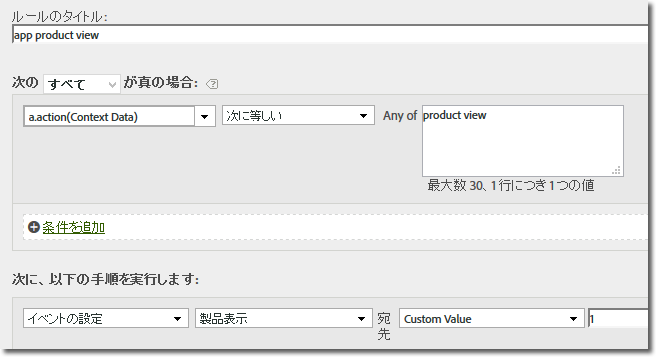 ルールのタイトル:
app product view
次の すべて が真の場合: ?
a.action(Context Data) 次に等しい Any of product view
最大数 30、1 行につき 1 つの値
条件を追加
次に、以下の手順を実行します:
イベントの設定 製品表示 宛先 Custom Value 1